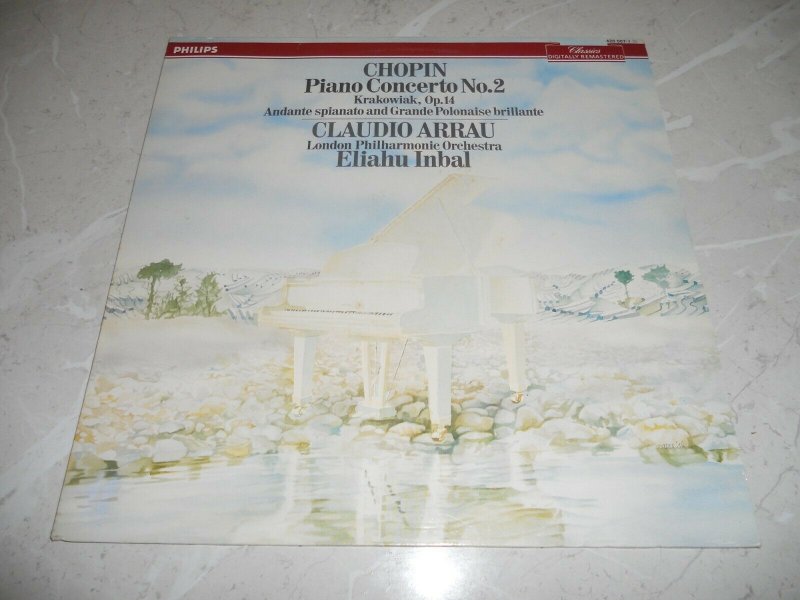 PHILIPS
Classics
DIGITALLY REMASTERED
CHOPIN
Piano Concerto No.2
Krakowiak, Op.14
Andante spianato and Grande Polonaise brillante
CLAUDIO ARRAU
London Philharmonic Orchestra
Eliahu Inbal